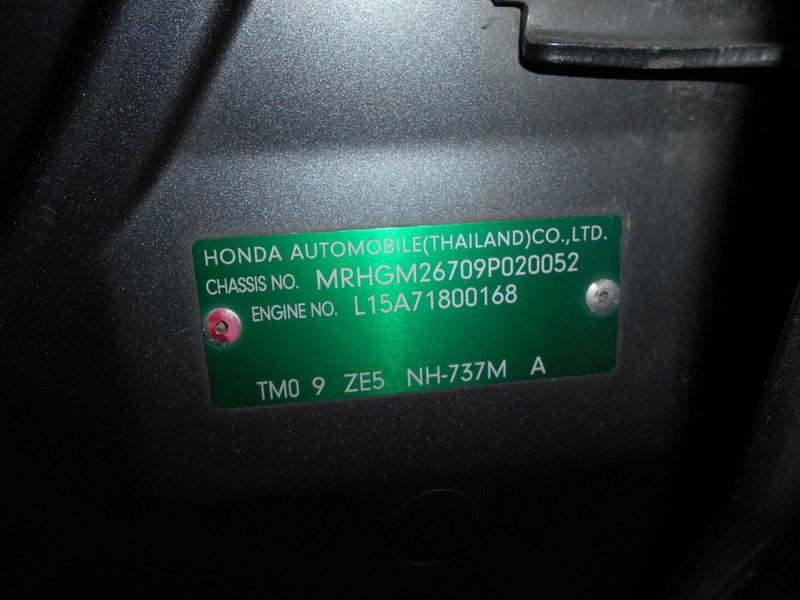 HONDA AUTOMOBILE(THAILAND)CO.,LTD.
CHASSIS NO. MRHGM26709P020052
ENGINE NO. L15A71800168
TM0 9 ZE5 NH-737M A